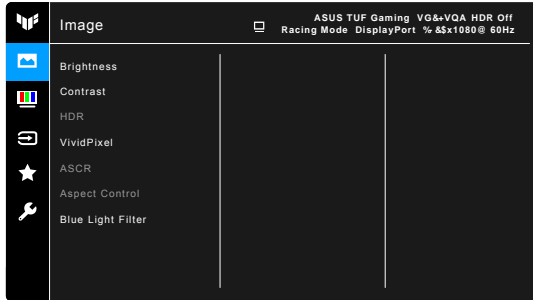 Image
ASUS TUF Gaming VG&+VQA HDR Off
Racing Mode DisplayPort % &$x1080@ 60Hz
Brightness
Contrast
HDR
VividPixel
ASCR
Aspect Control
Blue Light Filter